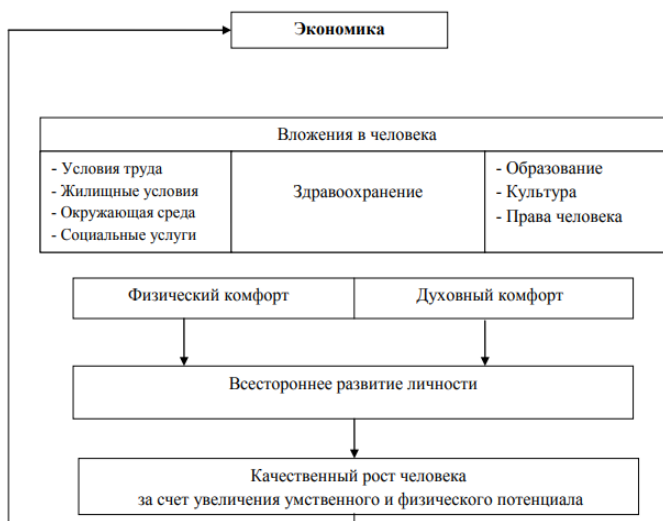 Экономика
Вложения в человека
- Условия труда
- Жилищные условия
- Окружающая среда
- Социальные услуги
Здравоохранение
- Образование
- Культура
- Права человека
Физический комфорт
Духовный комфорт
Всестороннее развитие личности
Качественный рост человека
за счет увеличения умственного и физического потенциала